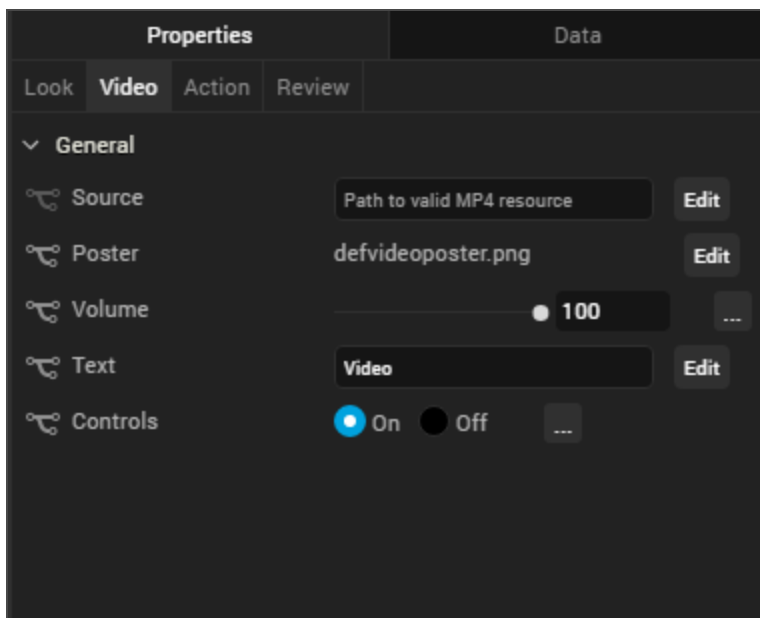 Properties Data
Look Video Action Review
General
Source Path to valid MP4 resource Edit
Poster defvideoposter.png Edit
Volume 100 ...
Text Video Edit
Controls On Off ...